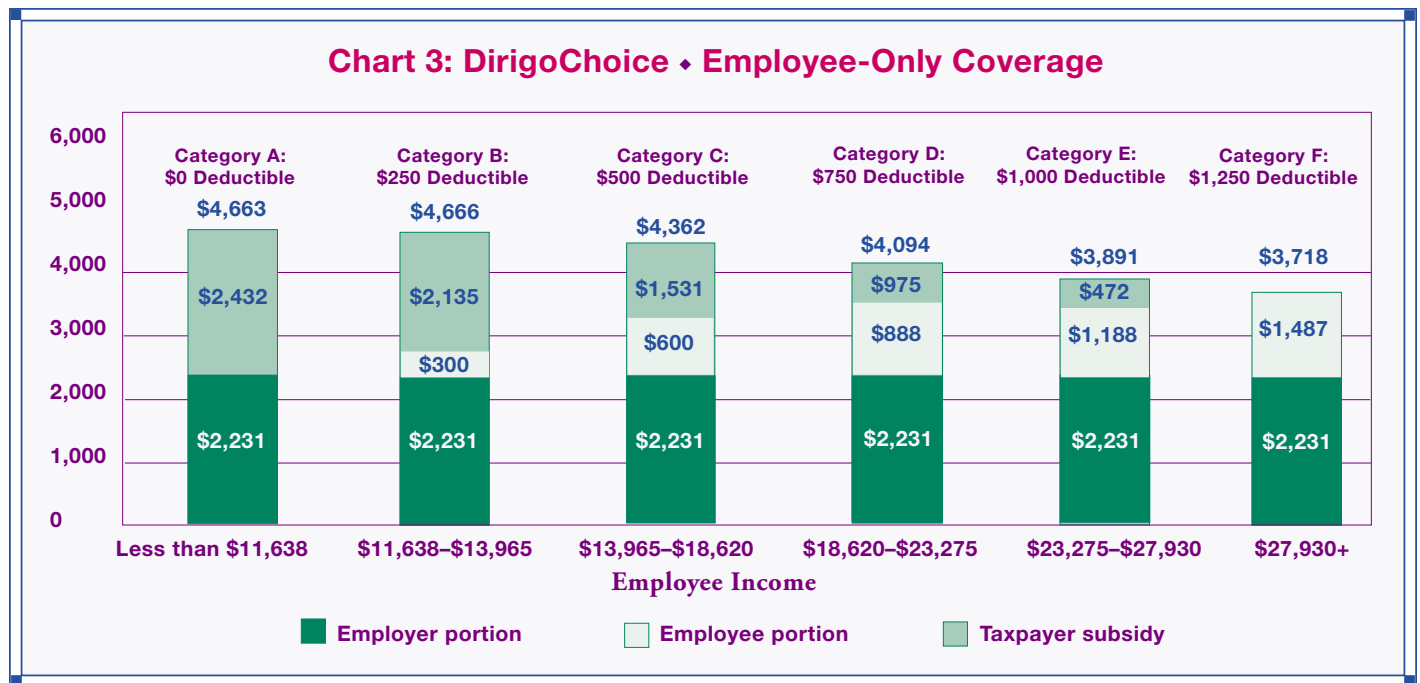 Chart 3: DirigoChoice ◆ Employee-Only Coverage
6,000
Category A:
$0 Deductible
Category B:
$250 Deductible
Category C:
$500 Deductible
Category D:
$750 Deductible
Category E:
$1,000 Deductible
Category F:
$1,250 Deductible
5,000
$4,663
$4,666
$4,362
$4,094
$3,891
$3,718
4,000
$2,432
$2,135
$1,531
$975
$472
3,000
$300
$600
$888
$1,188
$1,487
2,000
$2,231
$2,231
$2,231
$2,231
$2,231
$2,231
1,000
0
Less than $11,638
$11,638–$13,965
$13,965–$18,620
$18,620–$23,275
$23,275–$27,930
$27,930+
Employee Income
Employer portion
Employee portion
Taxpayer subsidy